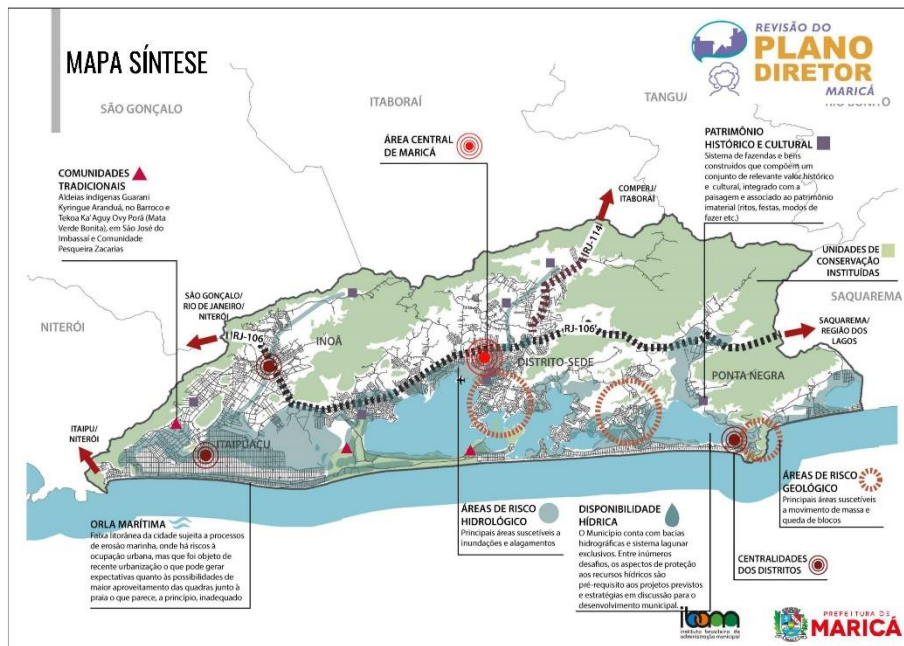 MAPA SÍNTESE
REVISÃO DO
PLANO
DIRETOR
MARICÁ
SÃO GONÇALO
ITABORAÍ
TANGUÁ
RIO BONITO
ÁREA CENTRAL
DE MARICÁ
PATRIMÔNIO
HISTÓRICO E CULTURAL
Sistema de fazendas e bens
construídos que compõem um
conjunto de relevante valor histórico
e cultural, integrado com a
paisagem e associado ao patrimônio
imaterial (ritos, festas, modos de
fazer etc.)
COMUNIDADES
TRADICIONAIS
Aldeias indígenas Guarani
Kyringue Aranduá, no Barroco e
Tekoa Ka'Aguy Ovy Porã (Mata
Verde Bonita), em São José do
Imbassaí e Comunidade
Pesqueira Zacarias
COMPERJ/
ITABORAÍ
RJ-114
UNIDADES DE
CONSERVAÇÃO
INSTITUÍDAS
SAQUAREMA
SÃO GONÇALO/
RIO DE JANEIRO/
NITERÓI
NITERÓI
RJ-106
INOÃ
RJ-106
SAQUAREMA/
REGIÃO DOS
LAGOS
DISTRITO-SEDE
PONTA NEGRA
ITAIPU/
NITERÓI
ITAIPUAÇU
ORLA MARÍTIMA
Faixa litorânea da cidade sujeita a processos
de erosão marinha, onde há riscos à
ocupação urbana, mas que foi objeto de
recente urbanização o que pode gerar
expectativas quanto às possibilidades de
maior aproveitamento das quadras junto à
praia o que parece, a princípio, inadequado
ÁREAS DE RISCO
HIDROLÓGICO
Principais áreas suscetíveis
a inundações e alagamentos
DISPONIBILIDADE
HÍDRICA
O Município conta com bacias
hidrográficas e sistema lagunar
exclusivos. Entre inúmeros
desafios, os aspectos de proteção
aos recursos hídricos são
pré-requisito aos projetos previstos
e estratégias em discussão para o
desenvolvimento municipal.
ÁREAS DE RISCO
GEOLÓGICO
Principais áreas suscetíveis
a movimento de massa e
queda de blocos
CENTRALIDADES
DOS DISTRITOS
ibam
instituto brasileiro de
administração municipal
PREFEITURA DE
MARICÁ